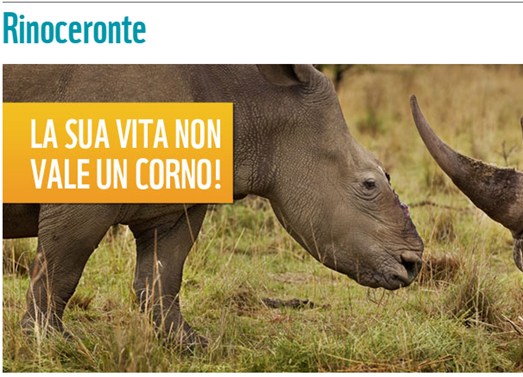 Rinoceronte
LA SUA VITA NON
VALE UN CORNO!